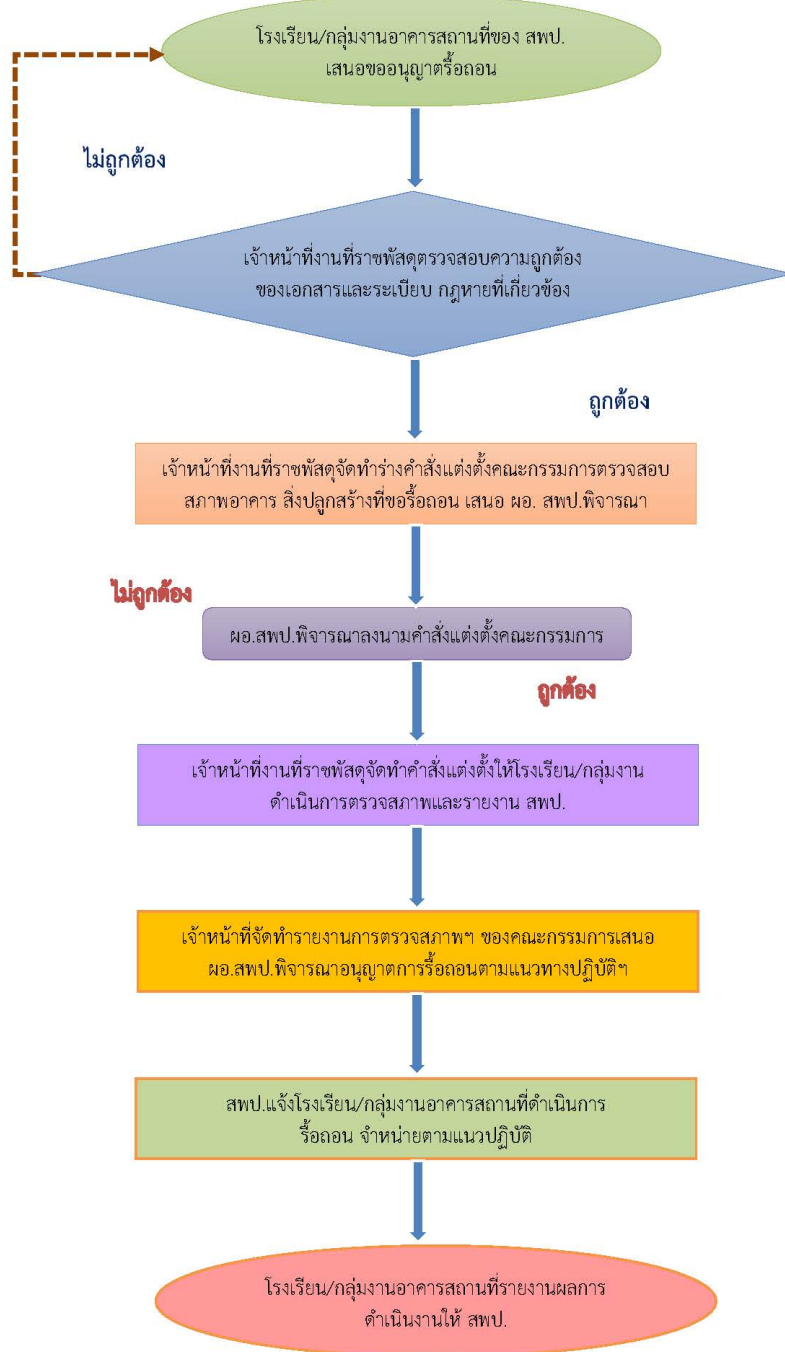 โรงเรียน/กลุ่มงานอาคารสถานที่ของ สพป.
เสนอขออนุญาตรื้อถอน
ไม่ถูกต้อง
เจ้าหน้าที่งานที่ราชพัสดุตรวจสอบความถูกต้อง
ของเอกสารและระเบียบ กฎหายที่เกี่ยวข้อง
ถูกต้อง
เจ้าหน้าที่งานที่ราชพัสดุจัดทำร่างคำสั่งแต่งตั้งคณะกรรมการตรวจสอบ
สภาพอาคาร สิ่งปลูกสร้างที่ขอรื้อถอน เสนอ ผอ. สพป.พิจารณา
ไม่ถูกต้อง
ผอ.สพป.พิจารณาลงนามคำสั่งแต่งตั้งคณะกรรมการ
ถูกต้อง
เจ้าหน้าที่งานที่ราชพัสดุจัดทำคำสั่งแต่งตั้งให้โรงเรียน/กลุ่มงาน
ดำเนินการตรวจสภาพและรายงาน สพป.
เจ้าหน้าที่จัดทำรายงานการตรวจสภาพฯ ของคณะกรรมการเสนอ
ผอ.สพป.พิจารณาอนุญาตการรื้อถอนตามแนวทางปฏิบัติฯ
สพป.แจ้งโรงเรียน/กลุ่มงานอาคารสถานที่ดำเนินการ
รื้อถอน จำหน่ายตามแนวปฏิบัติ
โรงเรียน/กลุ่มงานอาคารสถานที่รายงานผลการ
ดำเนินงานให้ สพป.